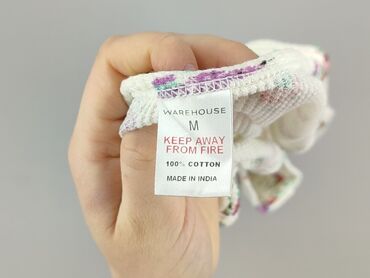 WAREHOUSE
M
KEEP AWAY
FROM FIRE
100% COTTON
MADE IN INDIA